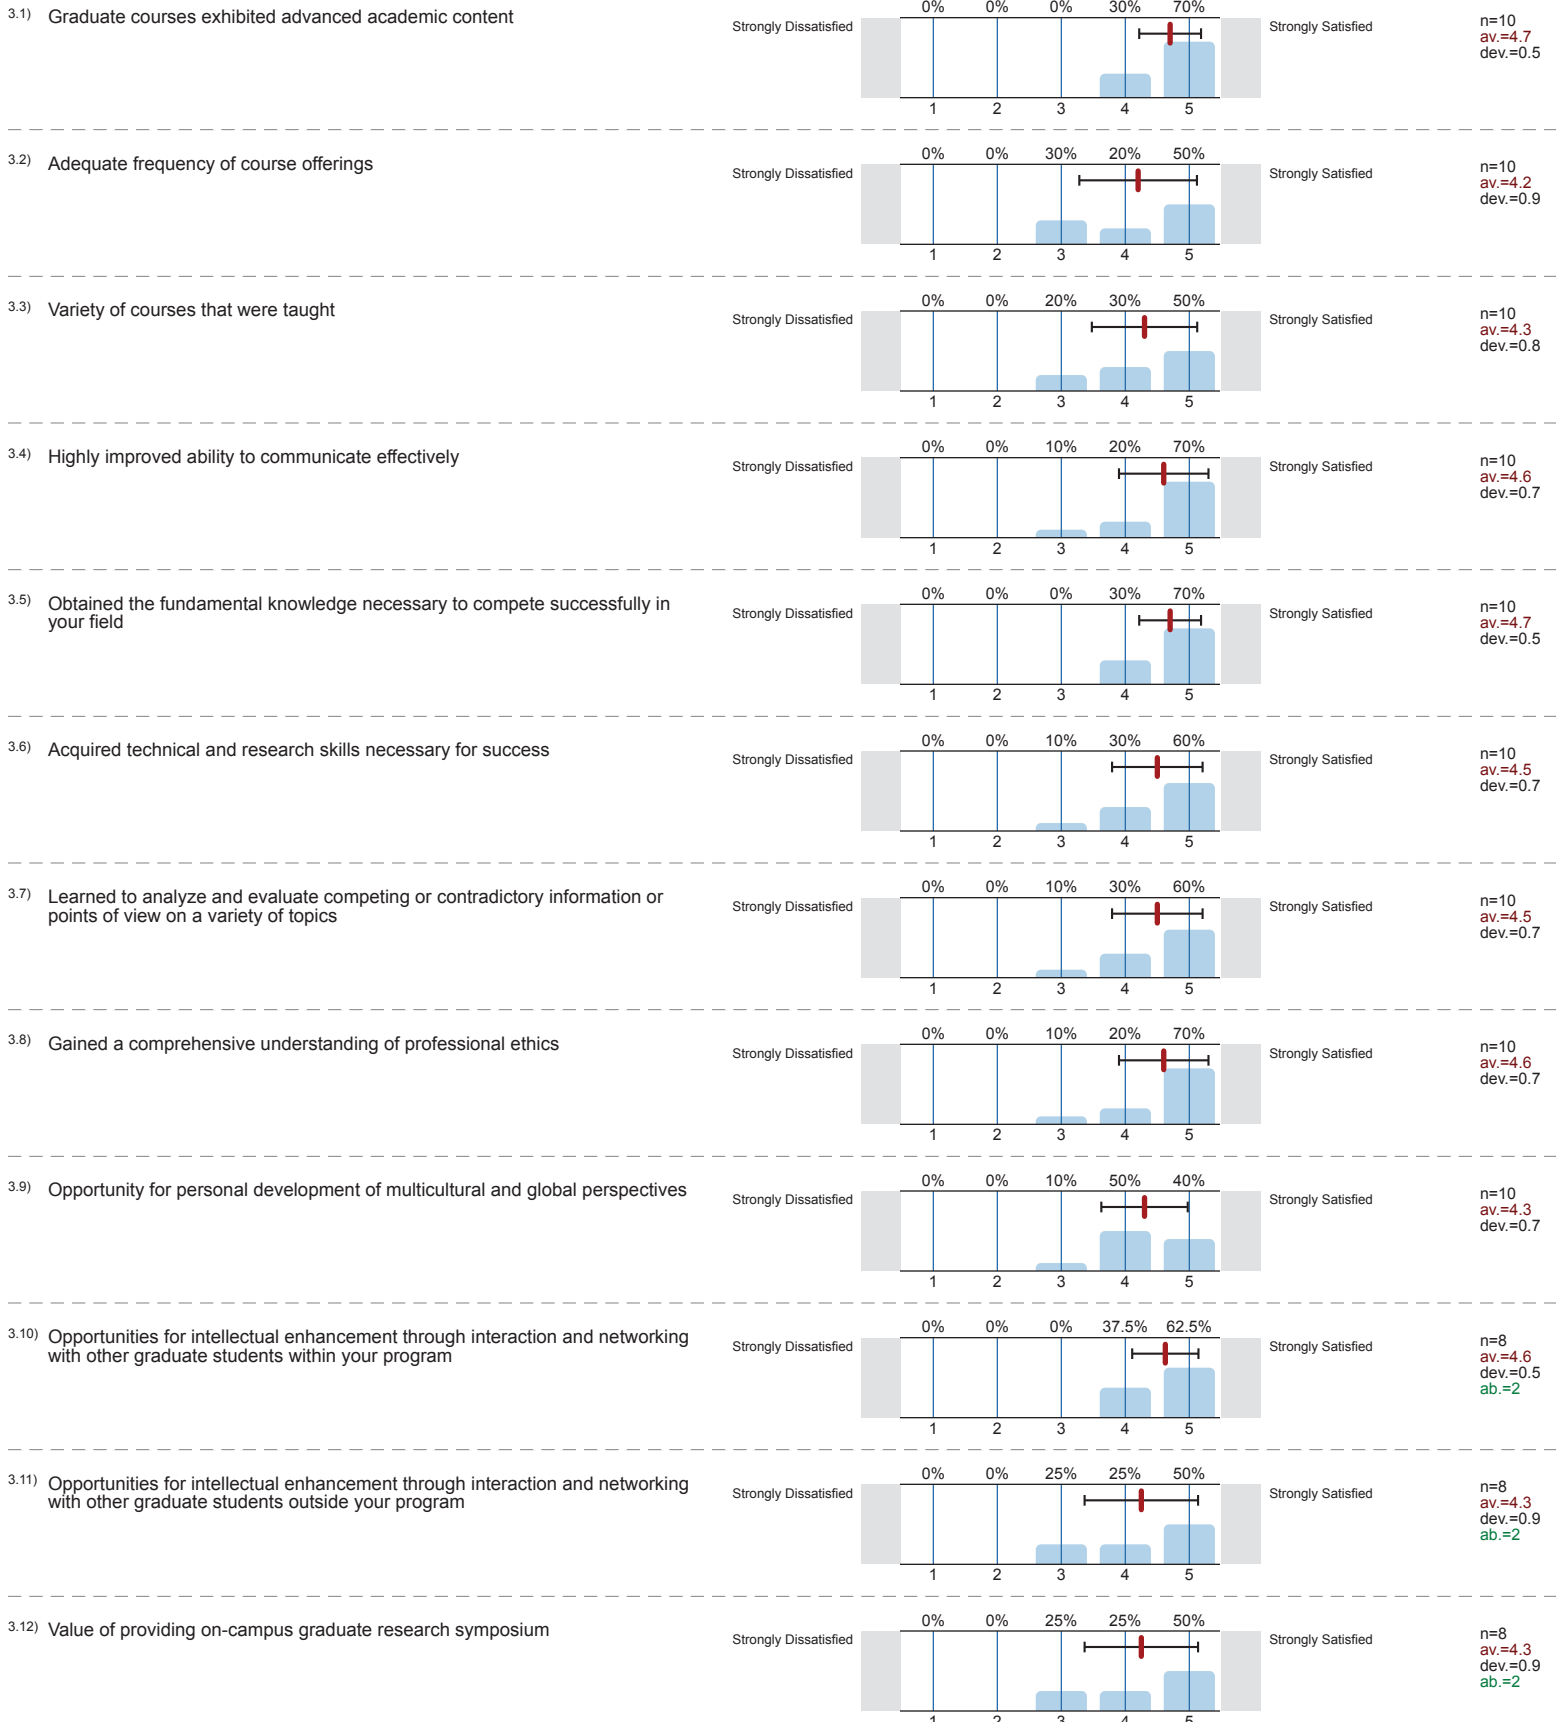 3.1) Graduate courses exhibited advanced academic content
0% 0% 0% 30% 70%
Strongly Dissatisfied Strongly Satisfied
n=10
av.=4.7
dev.=0.5
1 2 3 4 5
3.2) Adequate frequency of course offerings
0% 0% 30% 20% 50%
Strongly Dissatisfied Strongly Satisfied
n=10
av.=4.2
dev.=0.9
1 2 3 4 5
3.3) Variety of courses that were taught
0% 0% 20% 30% 50%
Strongly Dissatisfied Strongly Satisfied
n=10
av.=4.3
dev.=0.8
1 2 3 4 5
3.4) Highly improved ability to communicate effectively
0% 0% 10% 20% 70%
Strongly Dissatisfied Strongly Satisfied
n=10
av.=4.6
dev.=0.7
1 2 3 4 5
3.5) Obtained the fundamental knowledge necessary to compete successfully in
your field
0% 0% 0% 30% 70%
Strongly Dissatisfied Strongly Satisfied
n=10
av.=4.7
dev.=0.5
1 2 3 4 5
3.6) Acquired technical and research skills necessary for success
0% 0% 10% 30% 60%
Strongly Dissatisfied Strongly Satisfied
n=10
av.=4.5
dev.=0.7
1 2 3 4 5
3.7) Learned to analyze and evaluate competing or contradictory information or
points of view on a variety of topics
0% 0% 10% 30% 60%
Strongly Dissatisfied Strongly Satisfied
n=10
av.=4.5
dev.=0.7
1 2 3 4 5
3.8) Gained a comprehensive understanding of professional ethics
0% 0% 10% 20% 70%
Strongly Dissatisfied Strongly Satisfied
n=10
av.=4.6
dev.=0.7
1 2 3 4 5
3.9) Opportunity for personal development of multicultural and global perspectives
0% 0% 10% 50% 40%
Strongly Dissatisfied Strongly Satisfied
n=10
av.=4.3
dev.=0.7
1 2 3 4 5
3.10) Opportunities for intellectual enhancement through interaction and networking
with other graduate students within your program
0% 0% 0% 37.5% 62.5%
Strongly Dissatisfied Strongly Satisfied
n=8
av.=4.6
dev.=0.5
ab.=2
1 2 3 4 5
3.11) Opportunities for intellectual enhancement through interaction and networking
with other graduate students outside your program
0% 0% 25% 25% 50%
Strongly Dissatisfied Strongly Satisfied
n=8
av.=4.3
dev.=0.9
ab.=2
1 2 3 4 5
3.12) Value of providing on-campus graduate research symposium
0% 0% 25% 25% 50%
Strongly Dissatisfied Strongly Satisfied
n=8
av.=4.3
dev.=0.9
ab.=2
1 2 3 4 5